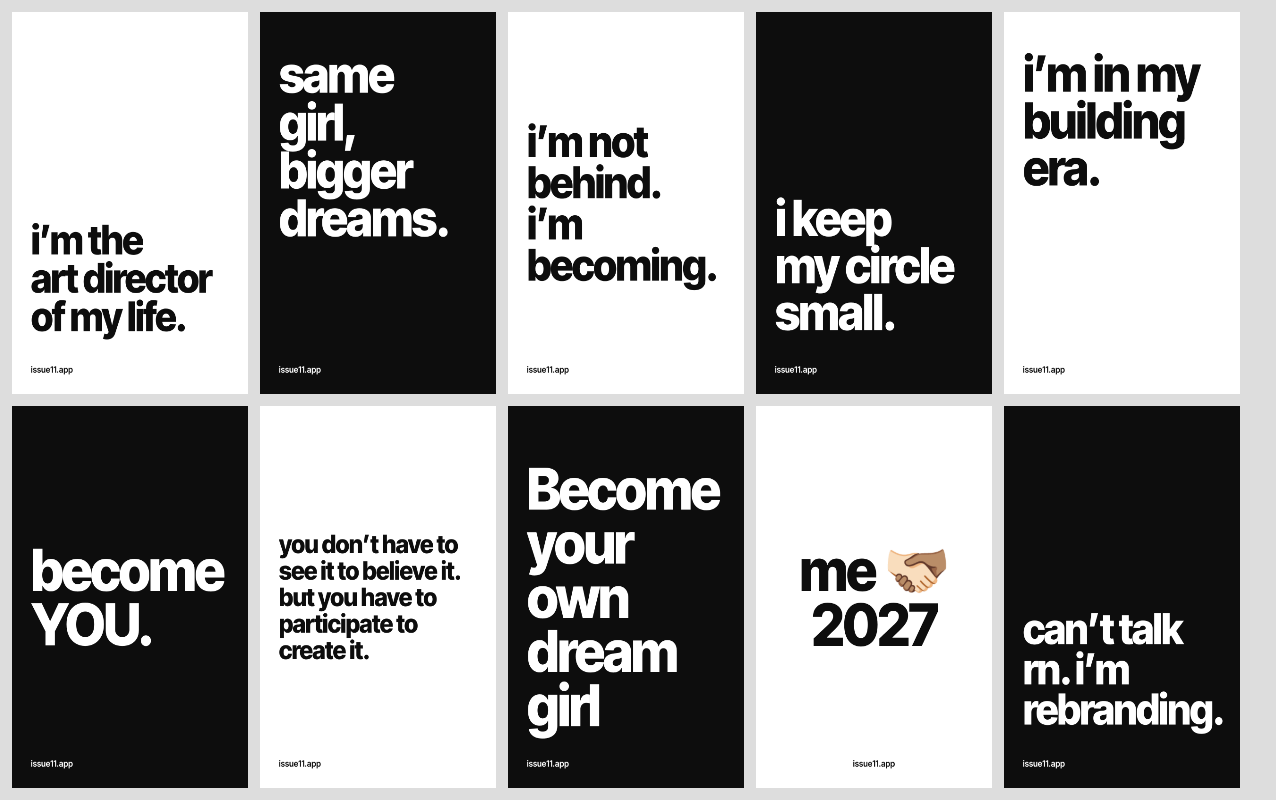 i’m the
art director
of my life.
issue11.app
same
girl,
bigger
dreams.
issue11.app
i’m not
behind.
i’m
becoming.
issue11.app
i keep
my circle
small.
issue11.app
i’m in my
building
era.
issue11.app
become
YOU.
issue11.app
you don’t have to
see it to believe it.
but you have to
participate to
create it.
issue11.app
Become
your
own
dream
girl
issue11.app
me 🫱🏻‍🫲🏽
2027
issue11.app
can’t talk
rn. i’m
rebranding.
issue11.app